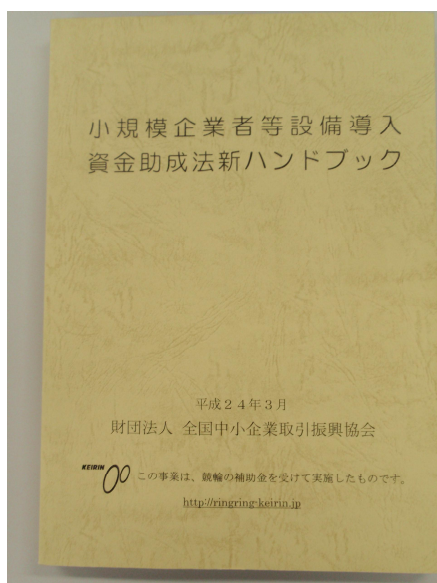 小規模企業者等設備導入
資金助成法新ハンドブック
平成24年3月
財団法人 全国中小企業取引振興協会
KEIRIN
この事業は、競輪の補助金を受けて実施したものです。
http://ringring-keirin.jp